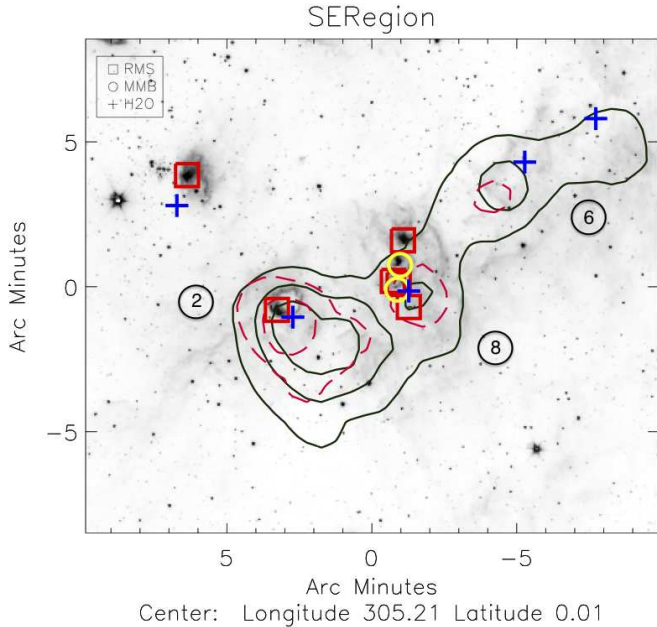 SERegion
RMS
MMB
H2O
5
0
-5
Arc Minutes
2
6
8
5 0 -5
Arc Minutes
Center: Longitude 305.21 Latitude 0.01